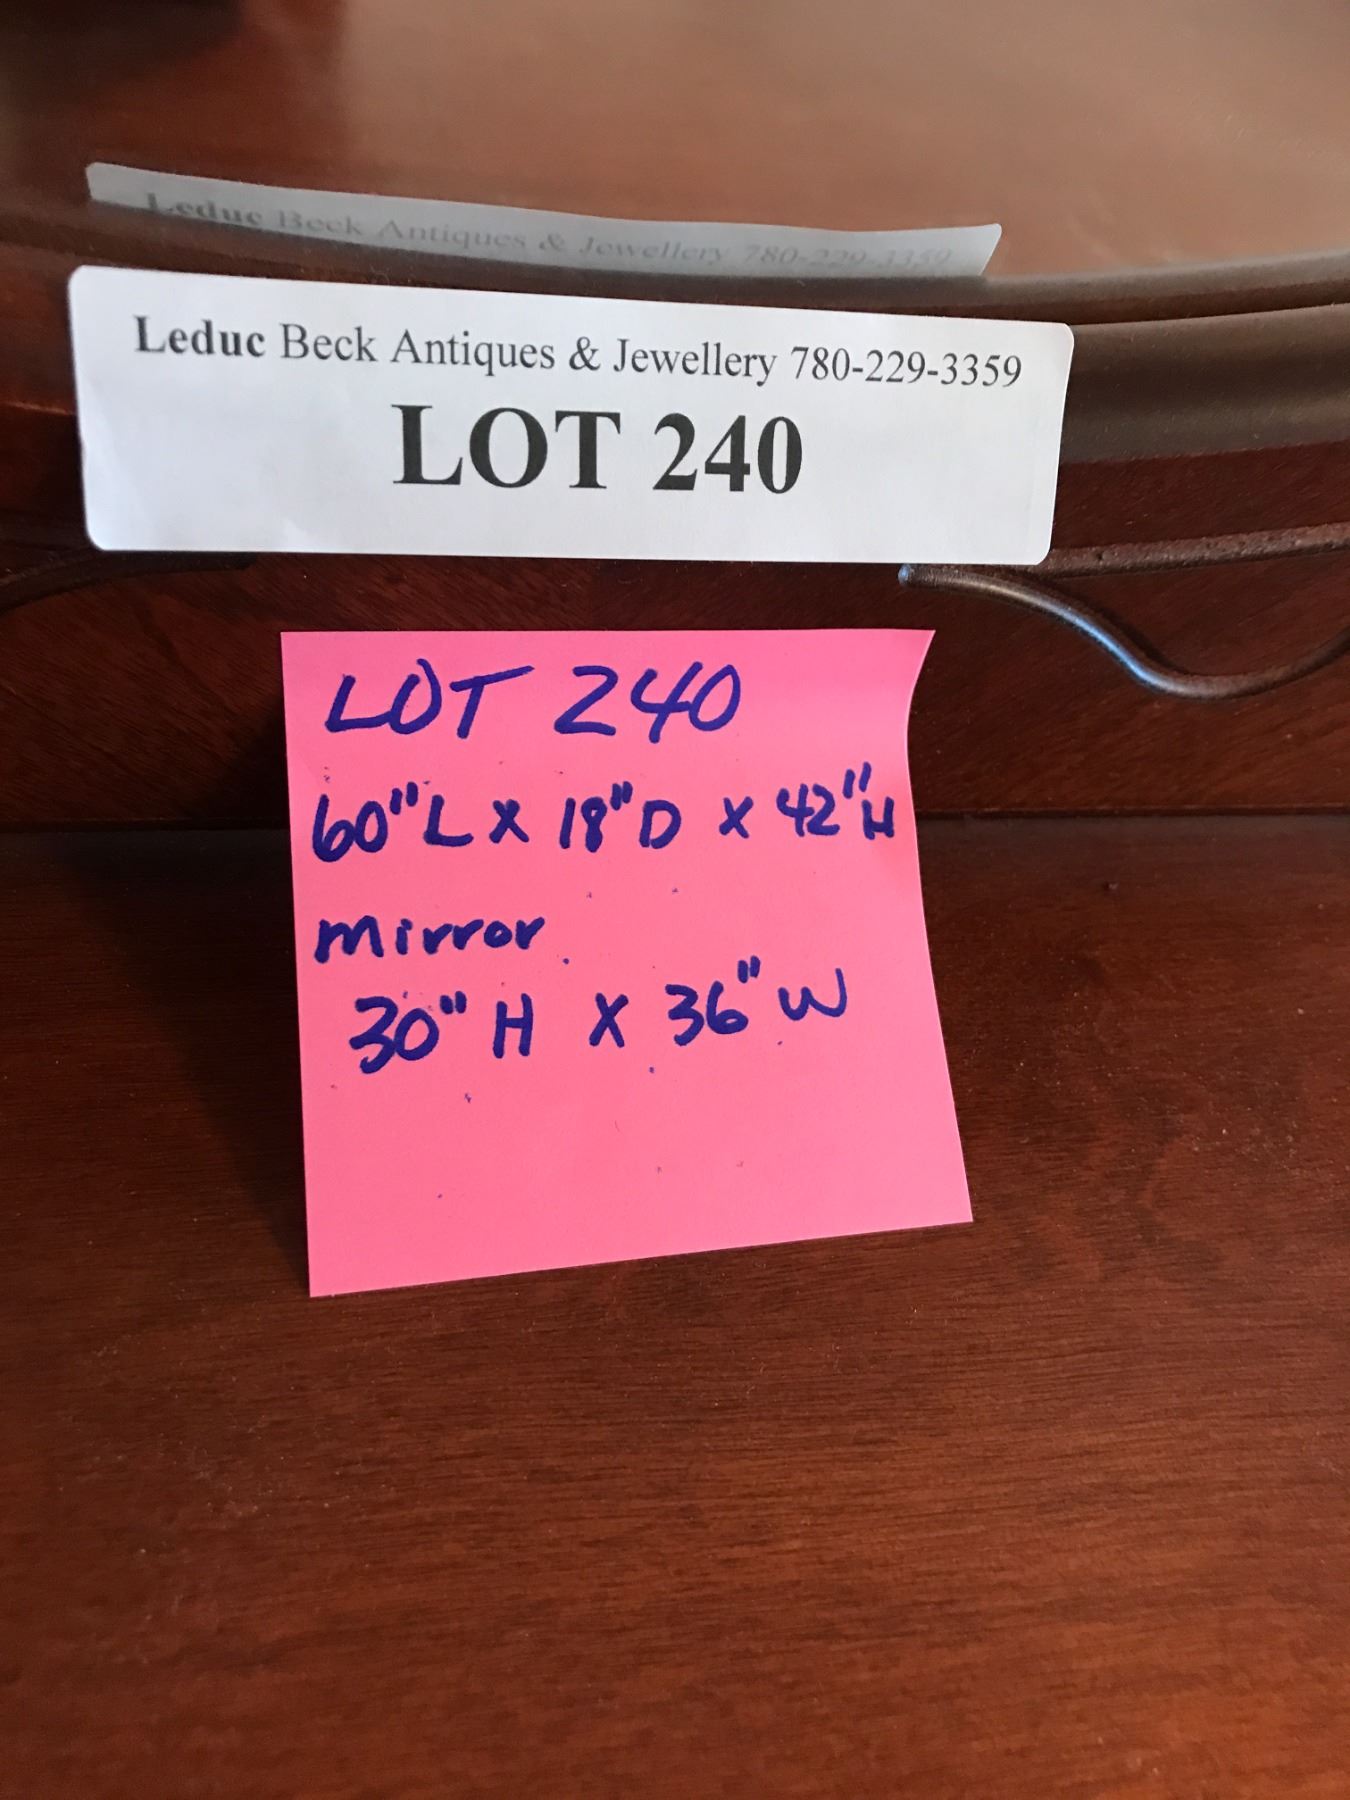 Leduc Beck Antiques & Jewellery 780-229-3359
Leduc Beck Antiques & Jewellery 780-229-3359
LOT 240
LOT 240
60"L x 18"D x 42"H
mirror
30"H x 36"W